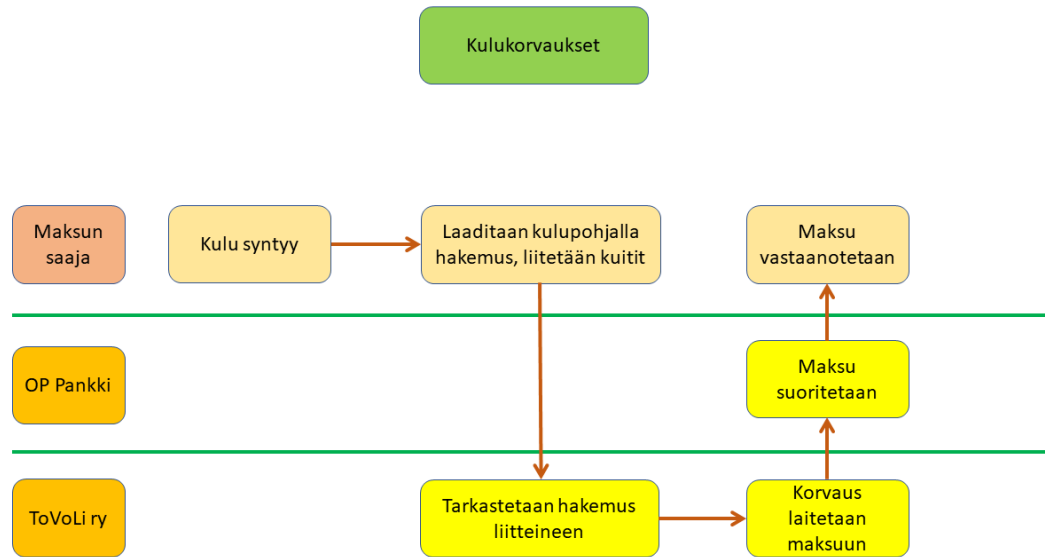 Kulukorvaukset
Maksun
saaja
Kulu syntyy
Laaditaan kulupohjalla
hakemus, liitetään kuitit
Maksu
vastaanotetaan
OP Pankki
Maksu
suoritetaan
ToVoLi ry
Tarkastetaan hakemus
liitteineen
Korvaus
laitetaan
maksuun